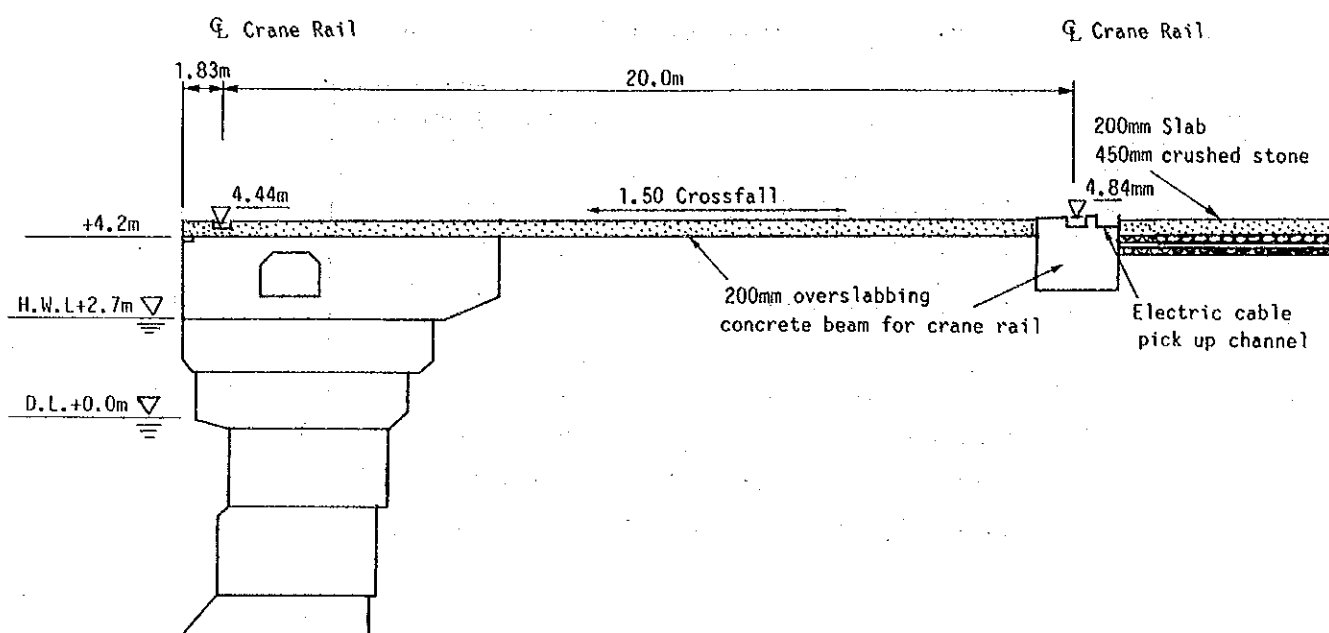 ℄ Crane Rail
℄ Crane Rail
1.83m
20.0m
200mm Slab
450mm crushed stone
4.44m
1.50 Crossfall
4.84mm
+4.2m
H.W.L+2.7m
200mm overslabbing
concrete beam for crane rail
Electric cable
pick up channel
D.L.+0.0m